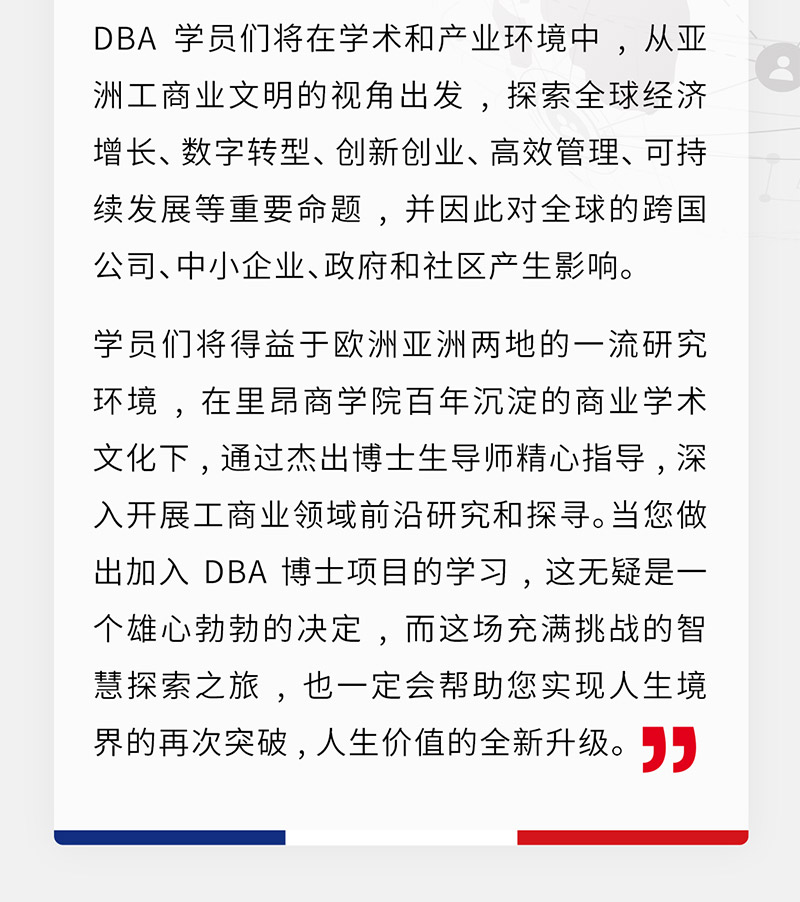 DBA 学员们将在学术和产业环境中，从亚
洲工商业文明的视角出发，探索全球经济
增长、数字转型、创新创业、高效管理、可持
续发展等重要命题，并因此对全球的跨国
公司、中小企业、政府和社区产生影响。
学员们将得益于欧洲亚洲两地的一流研究
环境，在里昂商学院百年沉淀的商业学术
文化下，通过杰出博士生导师精心指导，深
入开展工商业领域前沿研究和探寻。当您做
出加入 DBA 博士项目的学习，这无疑是一
个雄心勃勃的决定，而这场充满挑战的智
慧探索之旅，也一定会帮助您实现人生境
界的再次突破，人生价值的全新升级。”